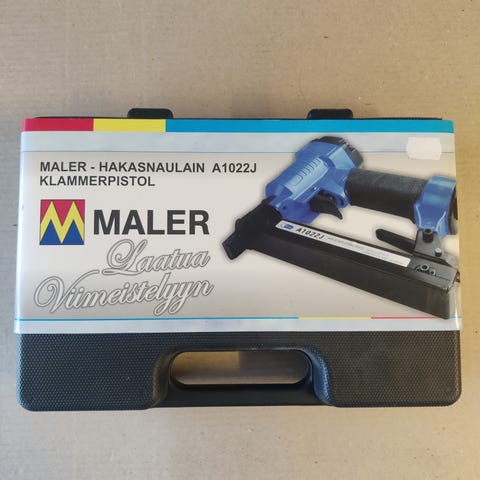 MALER - HAKASNAULAIN A1022J
KLAMMERPISTOL
MALER
Laatua
Viimeistelyyn
A1022J